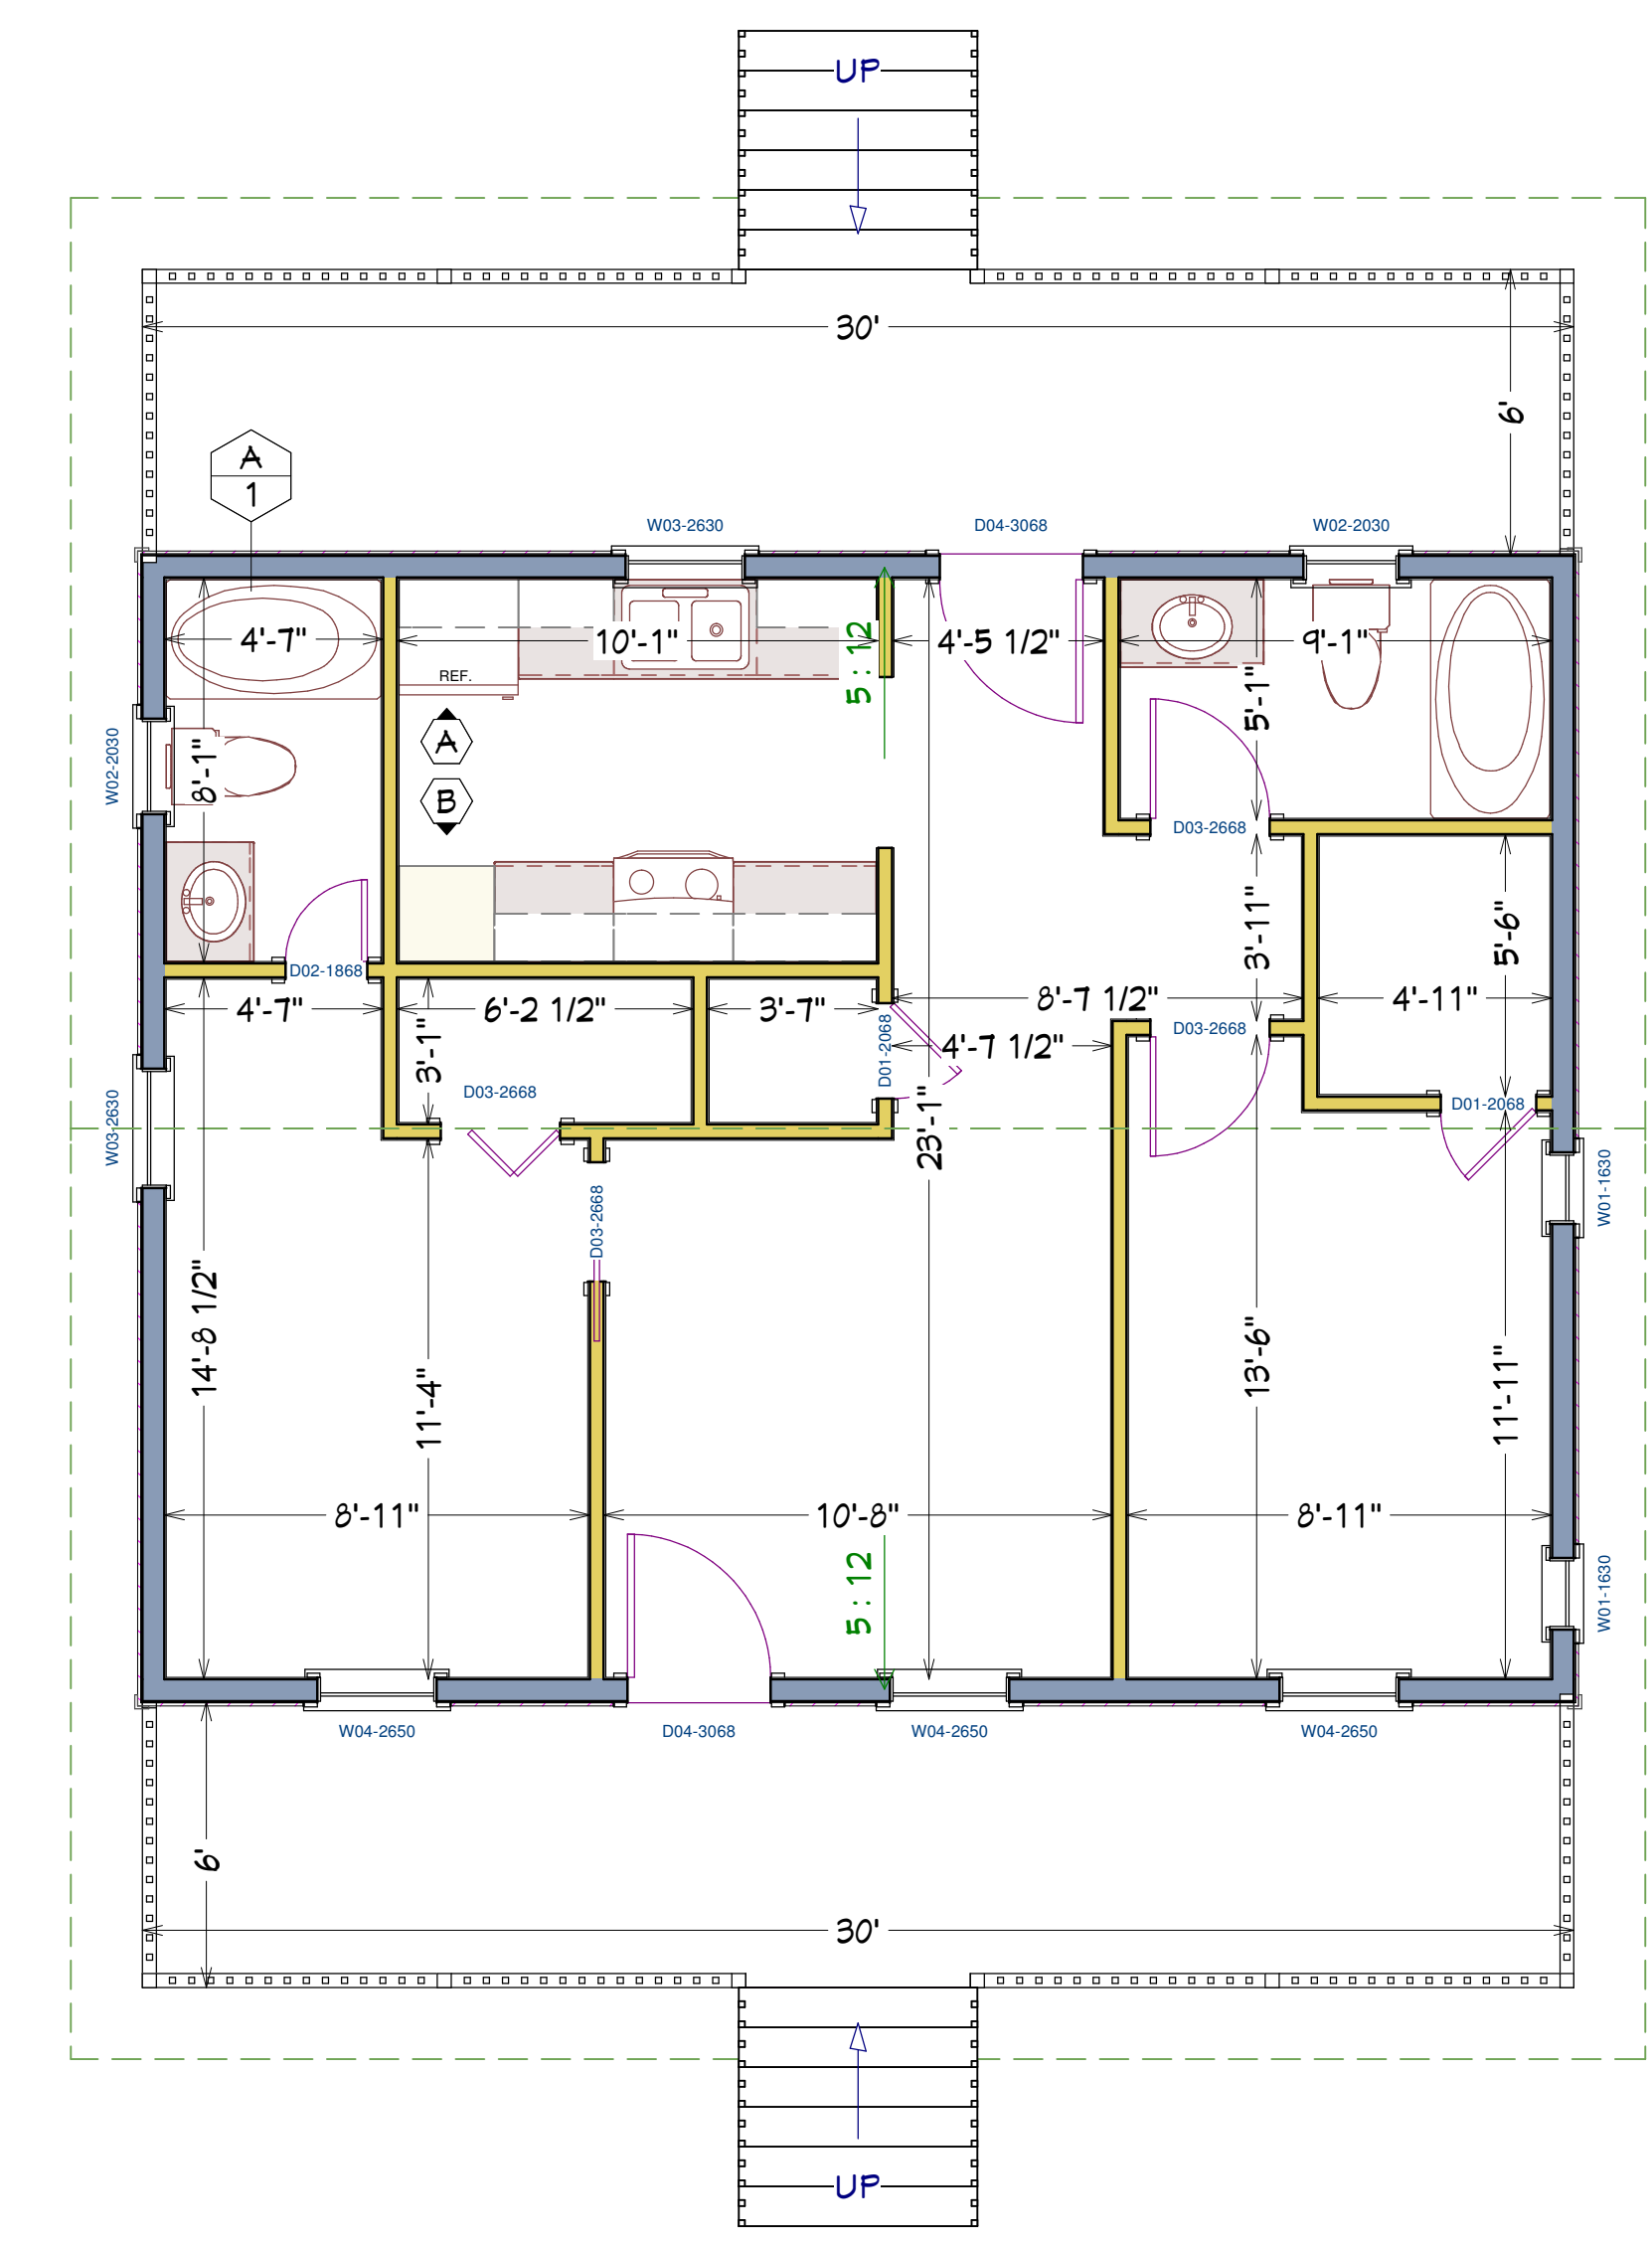 UP
30'
6'
A
1
W03-2630
D04-3068
W02-2030
4'-7"
10'-1"
5 : 12
4'-5 1/2"
9'-1"
REF.
5'-1"
A
W02-2030
8'-1"
B
D03-2668
3'-11"
5'-6"
D02-1868
4'-7"
6'-2 1/2"
3'-7"
8'-7 1/2"
4'-11"
D03-2668
3'-1"
D01-2068
4'-7 1/2"
D03-2668
D01-2068
W03-2630
23'-1"
W01-1630
D03-2668
14'-8 1/2"
11'-4"
13'-6"
11'-11"
8'-11"
10'-8"
8'-11"
5 : 12
W01-1630
W04-2650
D04-3068
W04-2650
W04-2650
6'
30'
UP